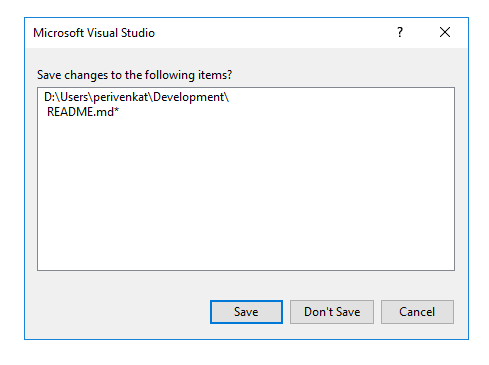 Microsoft Visual Studio ?
Save changes to the following items?
D:\Users\perivenkat\Development\
README.md*
Save Don't Save Cancel